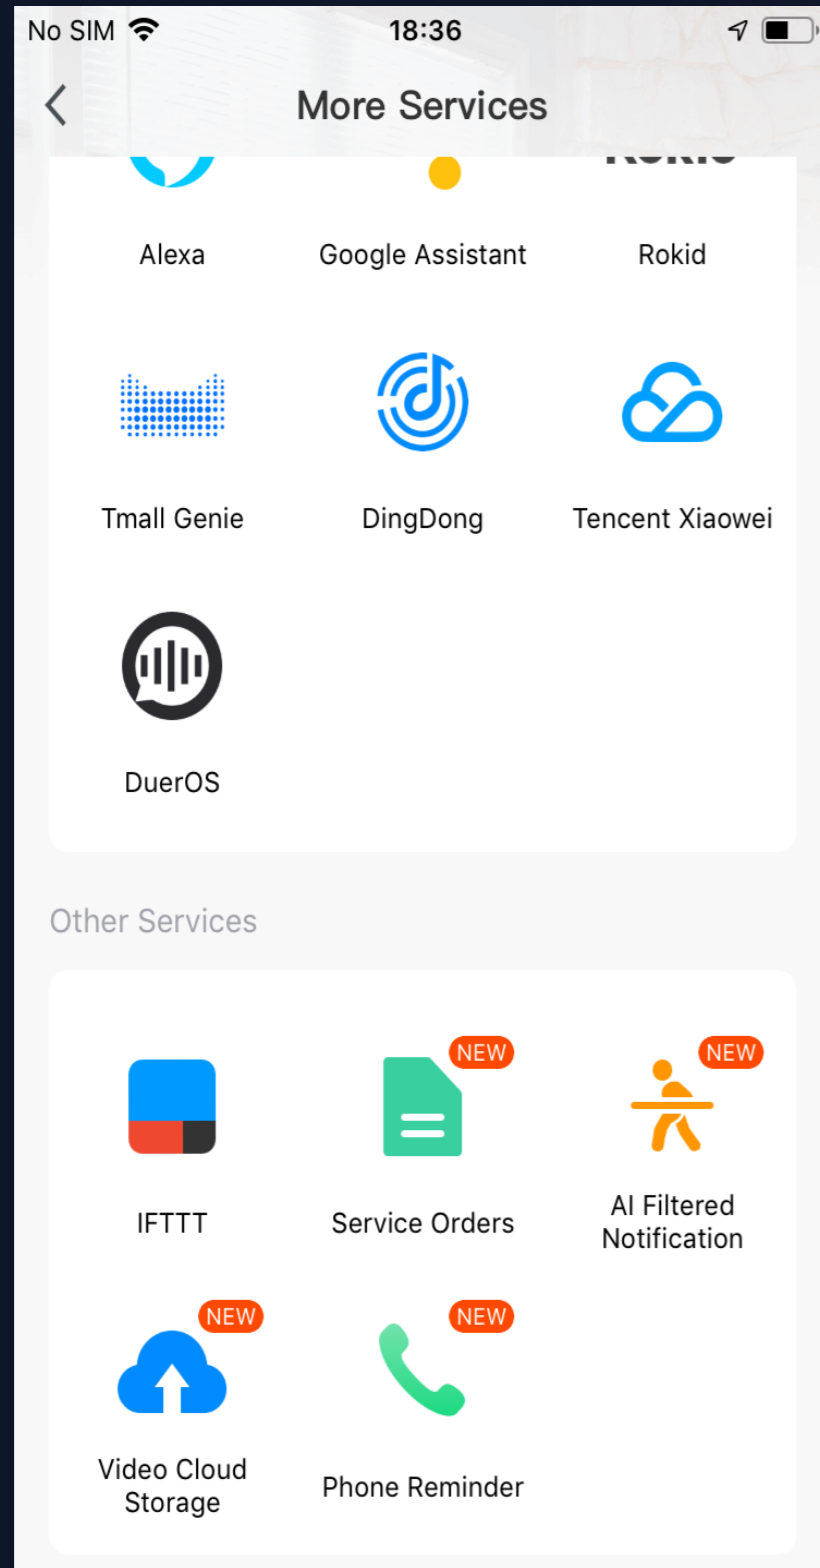 No SIM 18:36
More Services
Alexa Google Assistant Rokid
Tmall Genie DingDong Tencent Xiaowei
DuerOS
Other Services
NEW NEW
IFTTT Service Orders AI Filtered
Notification
NEW NEW
Video Cloud
Storage Phone Reminder